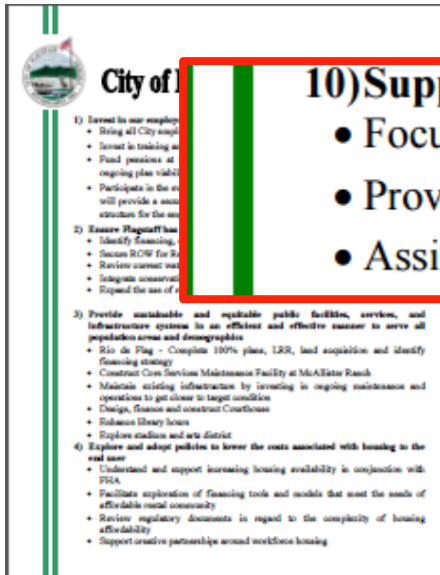 City of
10)Supp
• Focu
• Prov
• Assi
1) Invest in our employ
• Bring all City empl
• Invest in training a
• Fund pensions at
ongoing plan viabil
• Participate in the
will provide a
structure for the
2) Ensure Flagstaff has
• Identify financing,
• Secure ROW for R
• Review current wat
• Integrate conservati
• Expand the use of
3) Provide sustainable and equitable public facilities, services, and
infrastructure systems in an efficient and effective manner to serve all
population areas and demographics
• Rio de Flag - Complete 100% plans, LRR, land acquisition and identify
financing strategy
• Construct Core Services Maintenance Facility at McAllister Ranch
• Maintain existing infrastructure by investing in ongoing maintenance and
operations to get closer to target condition
• Design, finance and construct Courthouse
• Enhance library hours
• Explore stadium and arts district
4) Explore and adopt policies to lower the costs associated with housing to the
end user
• Understand and support increasing housing availability in conjunction with
FHA
• Facilitate exploration of financing tools and models that meet the needs of
affordable rental community
• Review regulatory documents in regard to the complexity of housing
affordability
• Support creative partnerships around workforce housing